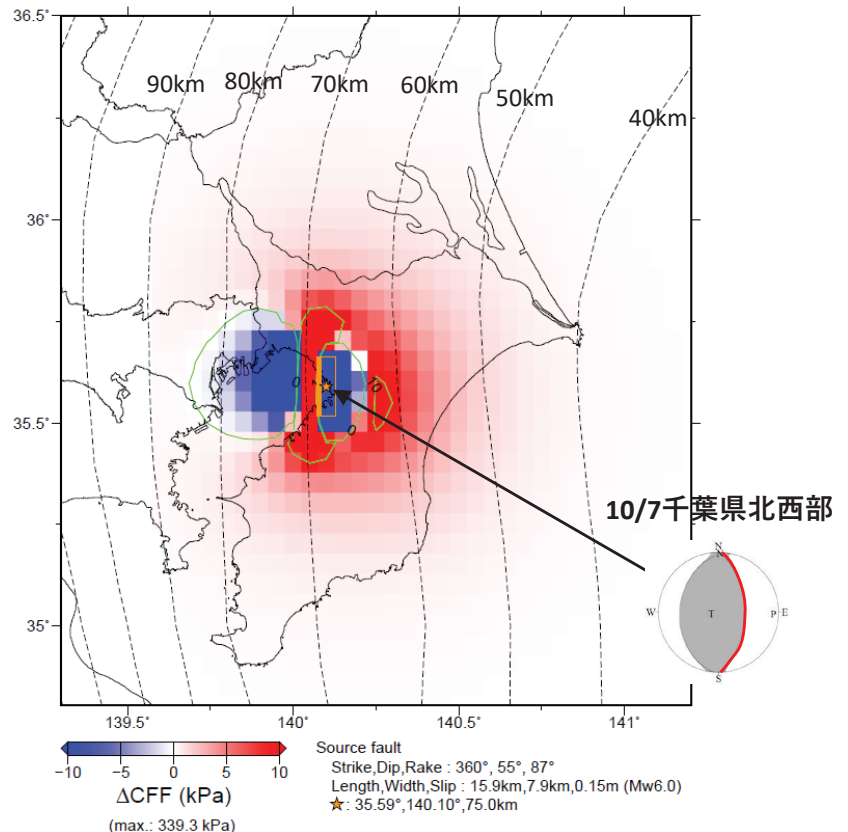 36.5°
90km
80km
70km
60km
50km
40km
36°
0
10
35.5°
0
10/7千葉県北西部
N
N
W
T
P
E
S
35°
139.5°
140°
140.5°
141°
−10
−5
0
5
10
ΔCFF (kPa)
(max.: 339.3 kPa)
Source fault
Strike,Dip,Rake : 360°, 55°, 87°
Length,Width,Slip : 15.9km,7.9km,0.15m (Mw6.0)
★: 35.59°,140.10°,75.0km